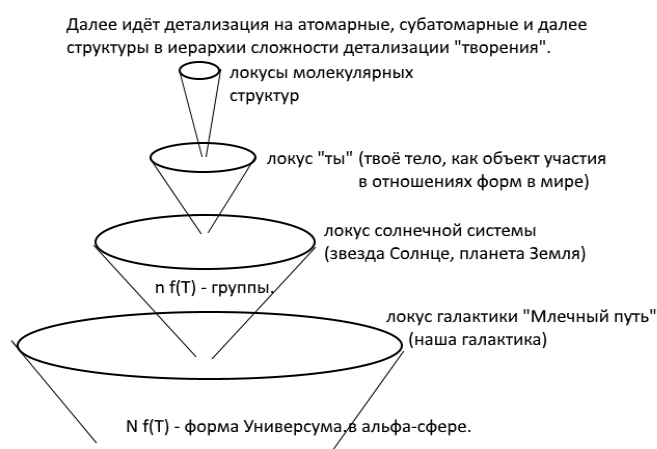 Далее идёт детализация на атомарные, субатомарные и далее
структуры в иерархии сложности детализации "творения".
локусы молекулярных
структур
локус "ты" (твоё тело, как объект участия
в отношениях форм в мире)
локус солнечной системы
(звезда Солнце, планета Земля)
n f(T) - группы.
локус галактики "Млечный путь"
(наша галактика)
N f(T) - форма Универсума.в альфа-сфере.